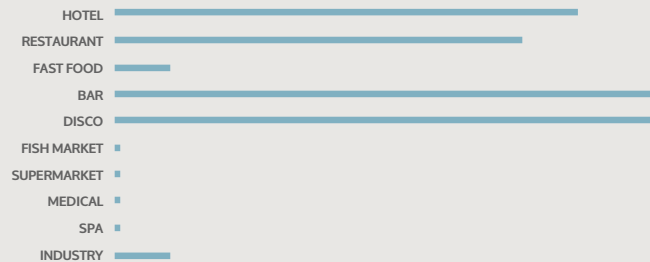 HOTEL
RESTAURANT
FAST FOOD
BAR
DISCO
FISH MARKET
SUPERMARKET
MEDICAL
SPA
INDUSTRY